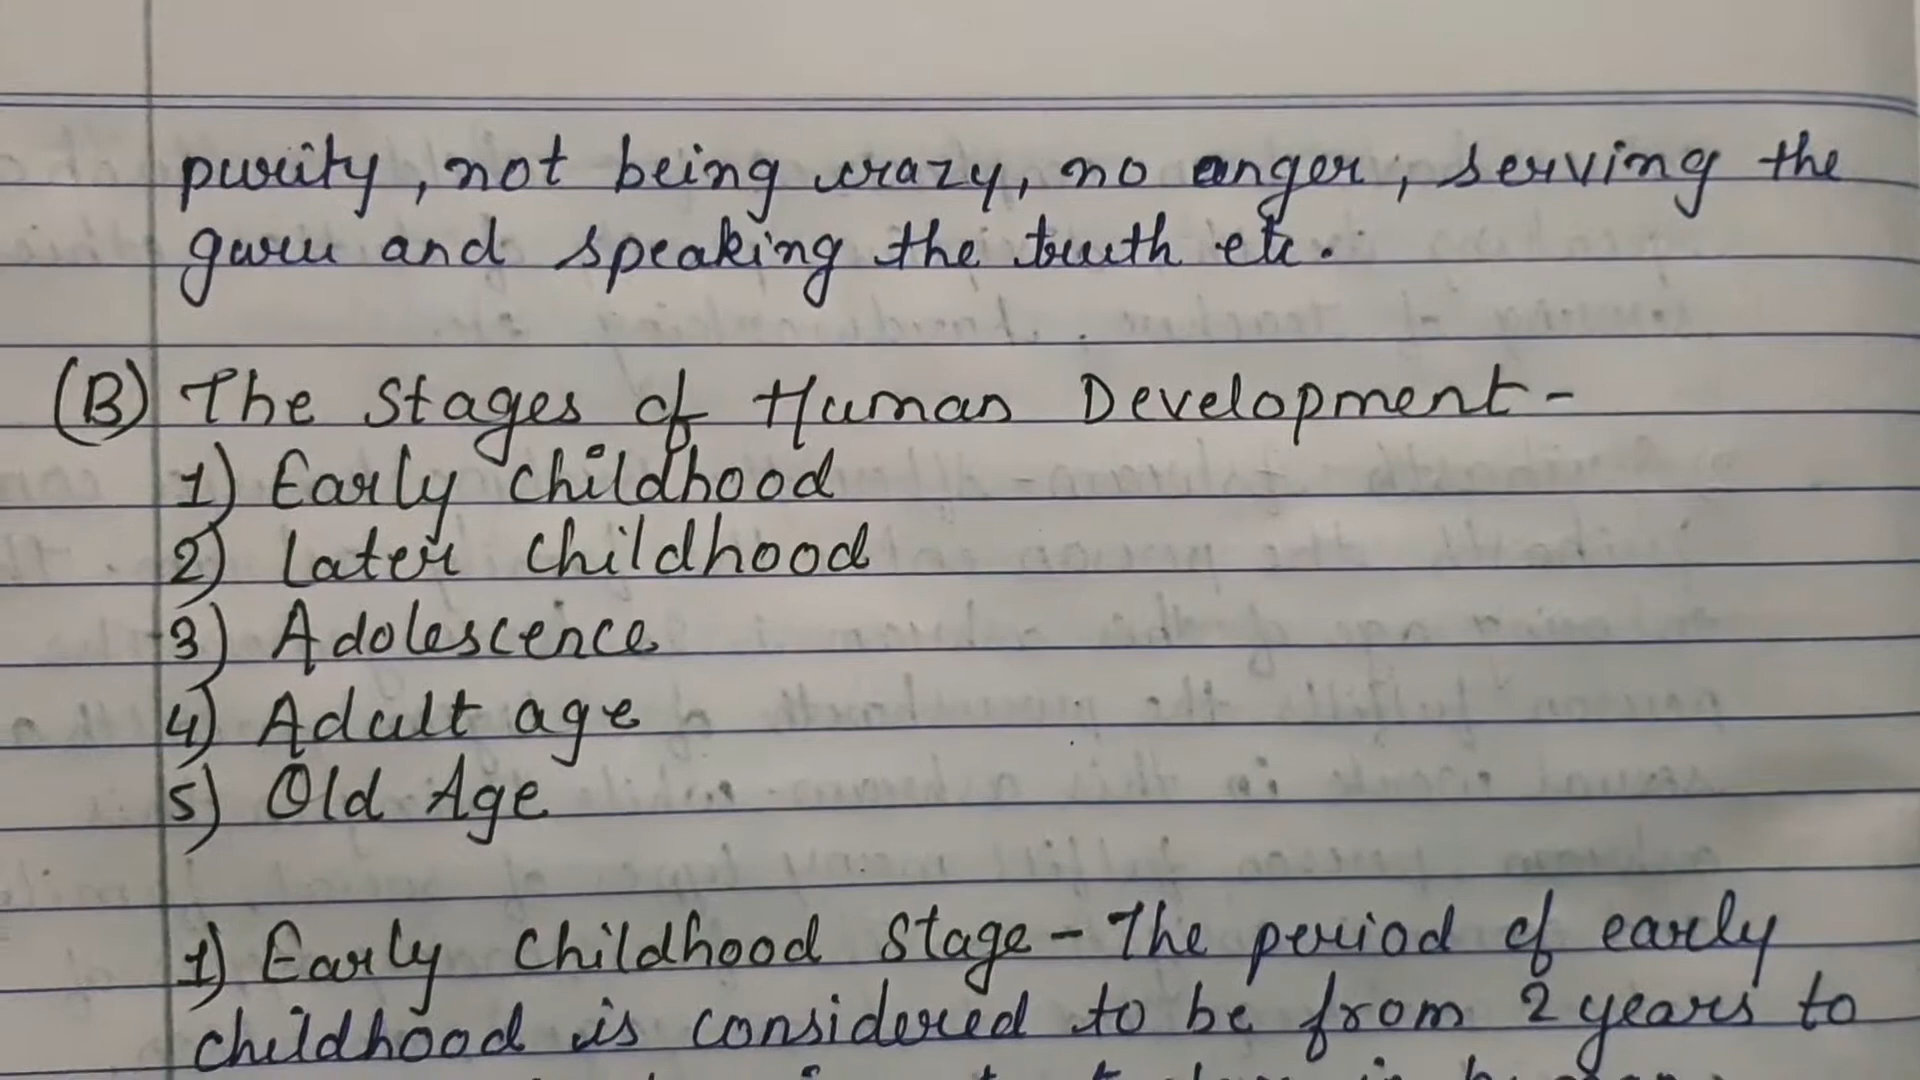 purity, not being crazy, no anger, serving the
guru and speaking the truth etc.
(B) The Stages of Human Development-
1) Early childhood
2) Later childhood
3) Adolescence
4) Adult age
5) Old Age
1) Early Childhood Stage - The period of early
childhood is considered to be from 2 years to